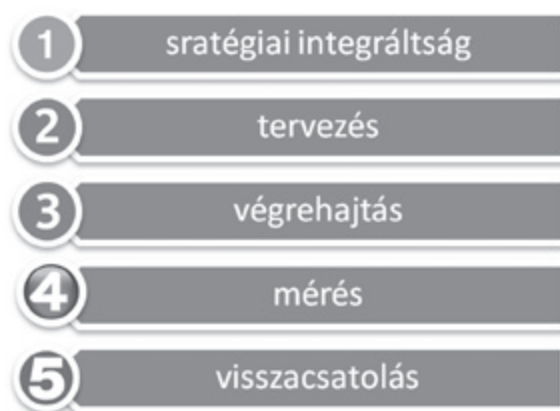 1 sratégiai integráltság
2 tervezés
3 végrehajtás
4 mérés
5 visszacsatolás